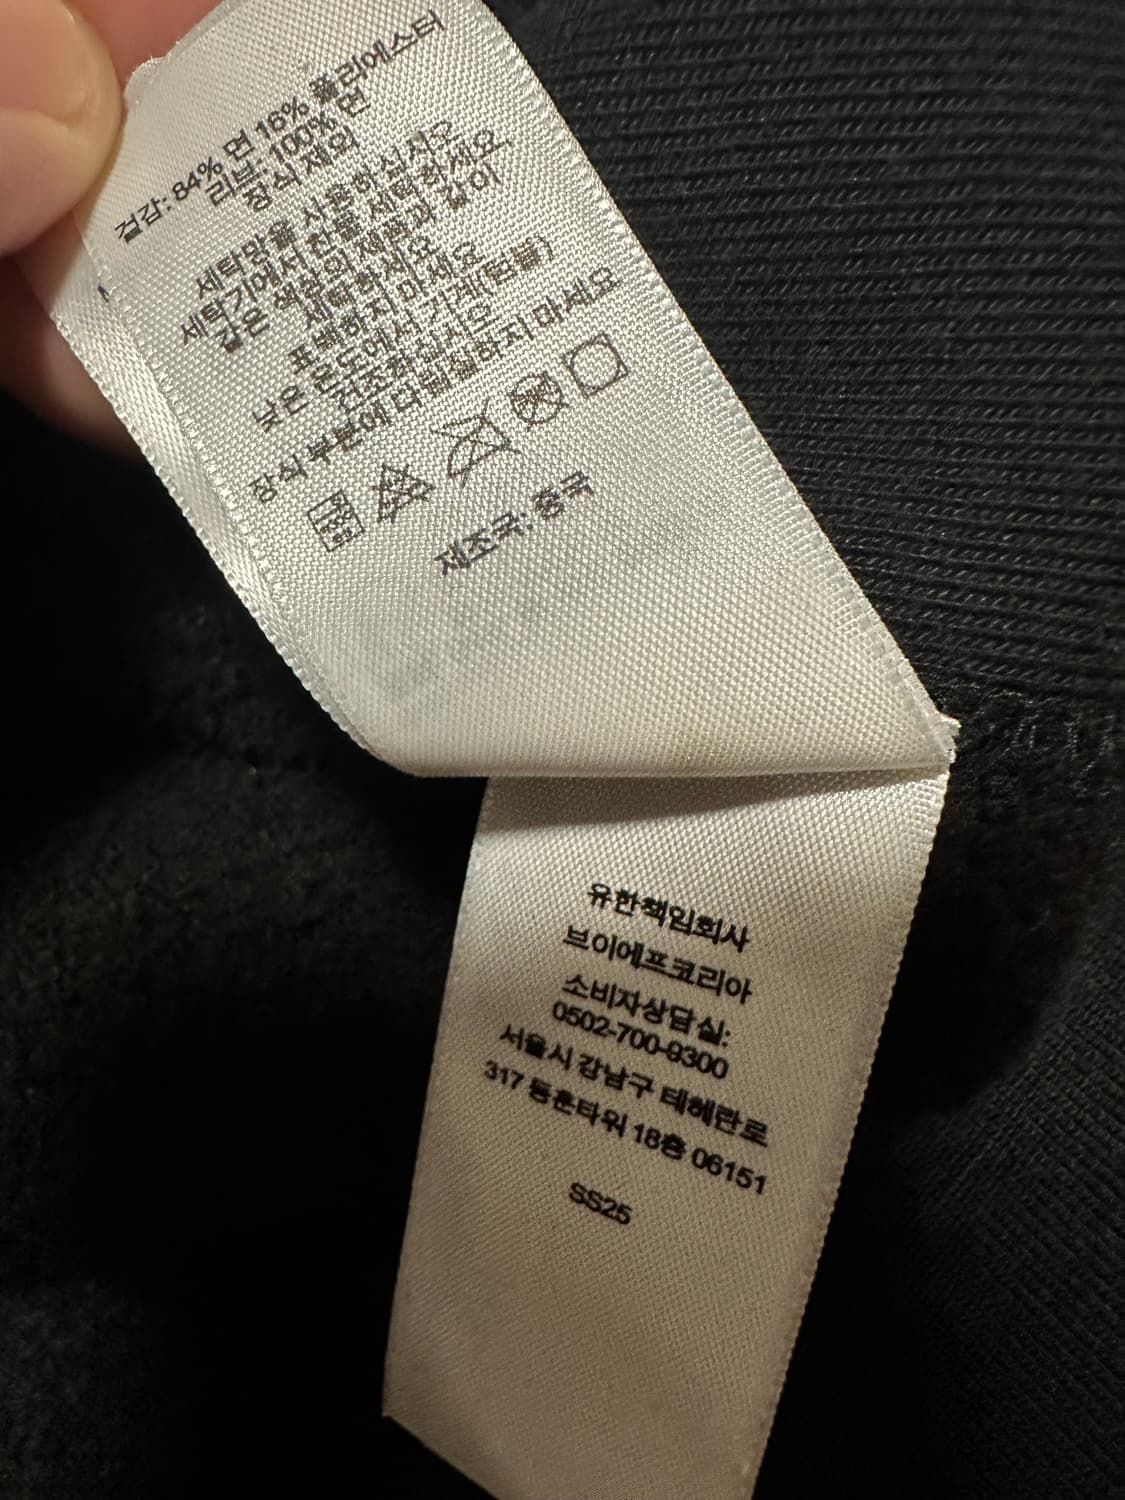 겉감: 84% 면 16% 폴리에스터
리브: 100% 면
장식 제외
세탁망을 사용하십시오
세탁기에서 찬물 세탁하세요
같은 색상의 제품과 같이
세탁하세요
표백하지 마세요
낮은 온도에서 기계(텀블)
건조하십시오
장식 부분에 다림질하지 마세요
제조국: 중국
유한책임회사
브이에프코리아
소비자상담실:
0502-700-9300
서울시 강남구 테헤란로
317 동훈타워 18층 06151
SS25